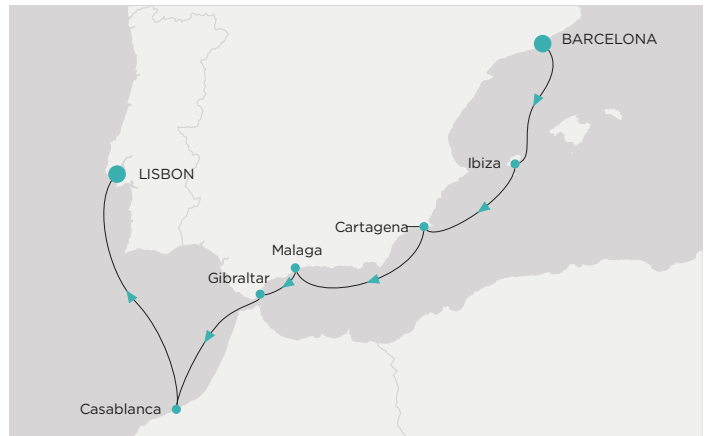 BARCELONA
Ibiza
LISBON
Cartagena
Malaga
Gibraltar
Casablanca